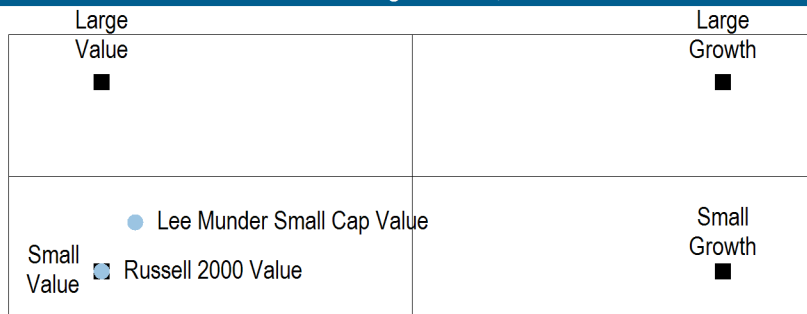 Large
Value
Large
Growth
Lee Munder Small Cap Value
Small
Value
Russell 2000 Value
Small
Growth